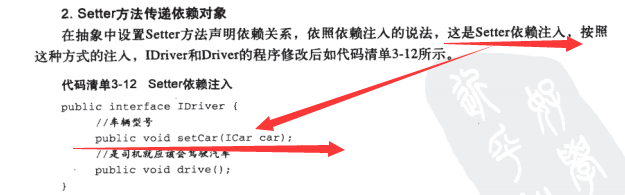 2. Setter方法传递依赖对象
在抽象中设置Setter方法声明依赖关系，依照依赖注入的说法，这是Setter依赖注入，按照
这种方式的注入，IDriver和Driver的程序修改后如代码清单3-12所示。
代码清单3-12 Setter依赖注入
public interface IDriver {
//车辆型号
public void setCar(ICar car);
//是司机就应该会驾驶汽车
public void drive();
}